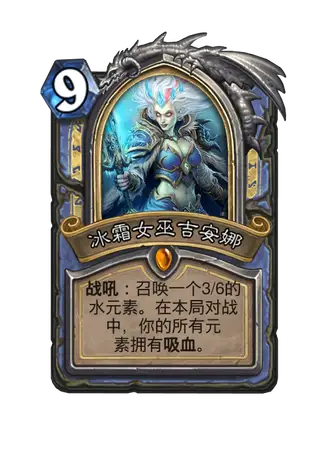 9
冰霜女巫吉安娜
战吼：召唤一个3/6的
水元素。在本局对战
中，你的所有元
素拥有吸血。